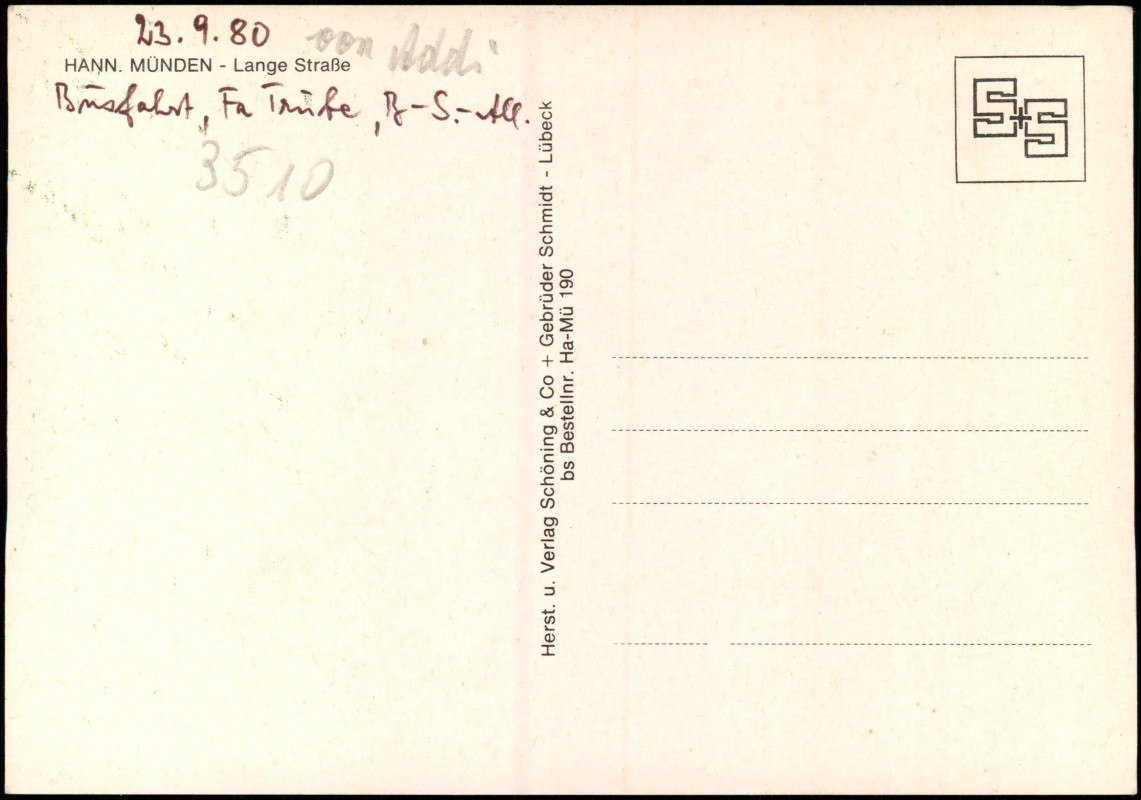 23.9.80
von Addi
HANN. MÜNDEN - Lange Straße
Busfahrt, Fa Trube, B-S.-All.
3510
S+S
Herst. u. Verlag Schöning & Co + Gebrüder Schmidt - Lübeck
bs Bestellnr. Ha-Mü 190